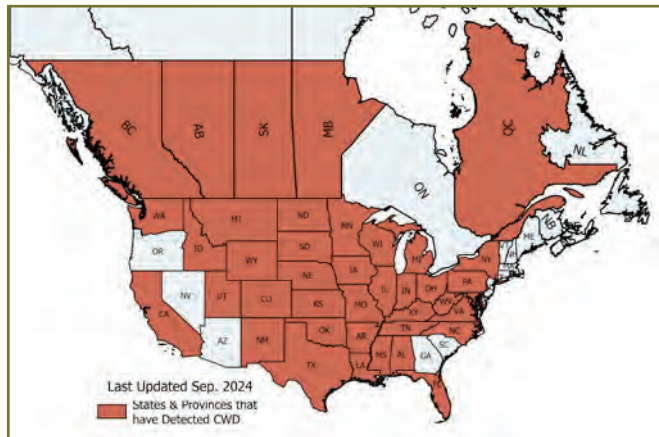 BC
AB
SK
MB
ON
QC
NL
NB
WA
MT
ND
MN
OR
ID
SD
WI
MI
NY
ME
WY
IA
PA
NE
NV
UT
CO
IL
IN
OH
WV
VA
CA
KS
MO
KY
NC
AZ
NM
OK
AR
TN
SC
TX
LA
MS
AL
GA
FL
Last Updated Sep. 2024
States & Provinces that
have Detected CWD